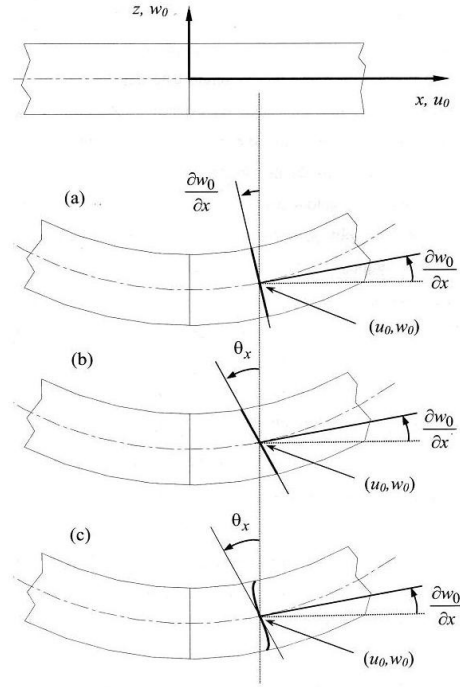 z, w₀
x, u₀
(a)
∂w₀
∂x
∂w₀
∂x
(u₀,w₀)
(b)
θₓ
∂w₀
∂x
(u₀,w₀)
(c)
θₓ
∂w₀
∂x
(u₀,w₀)